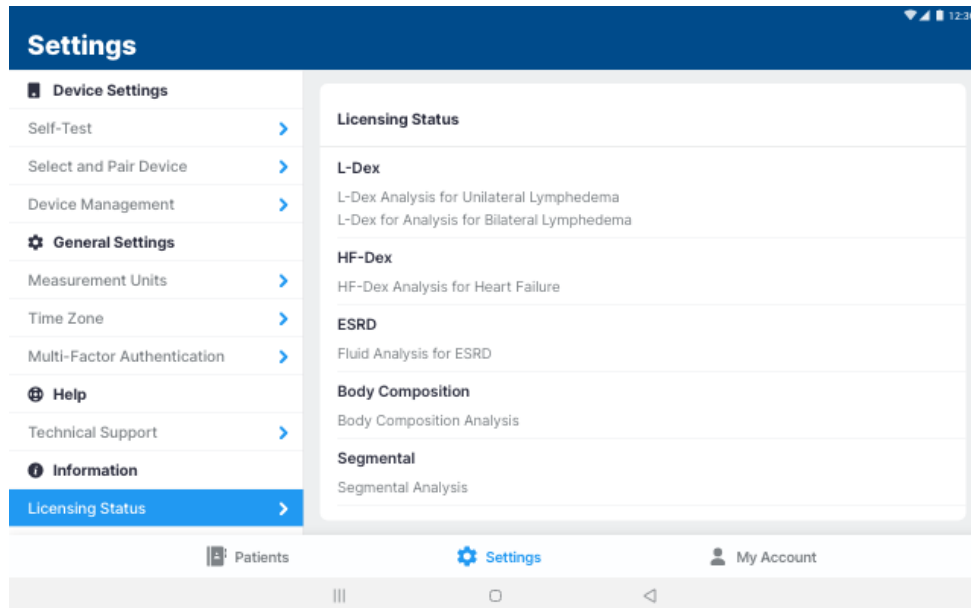 12:30
Settings
Device Settings
Self-Test
Select and Pair Device
Device Management
General Settings
Measurement Units
Time Zone
Multi-Factor Authentication
Help
Technical Support
Information
Licensing Status
Licensing Status
L-Dex
L-Dex Analysis for Unilateral Lymphedema
L-Dex for Analysis for Bilateral Lymphedema
HF-Dex
HF-Dex Analysis for Heart Failure
ESRD
Fluid Analysis for ESRD
Body Composition
Body Composition Analysis
Segmental
Segmental Analysis
Patients
Settings
My Account